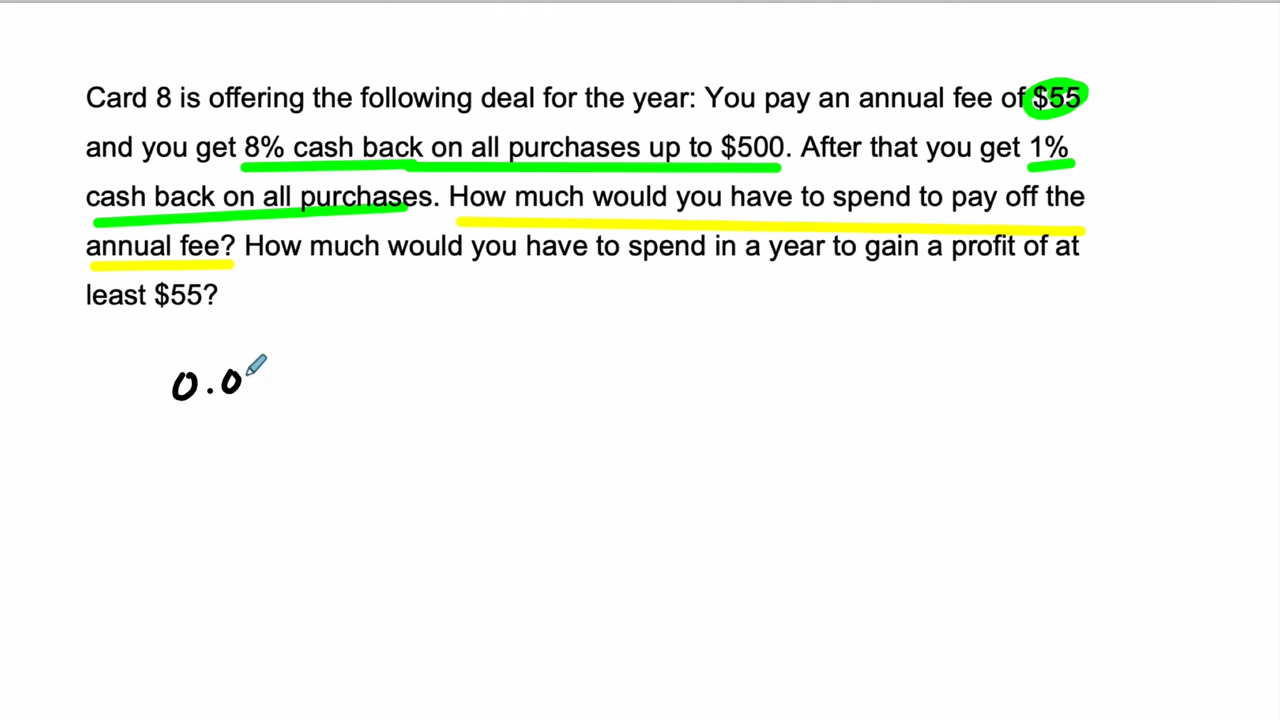 Card 8 is offering the following deal for the year: You pay an annual fee of $55
and you get 8% cash back on all purchases up to $500. After that you get 1%
cash back on all purchases. How much would you have to spend to pay off the
annual fee? How much would you have to spend in a year to gain a profit of at
least $55?
0.0